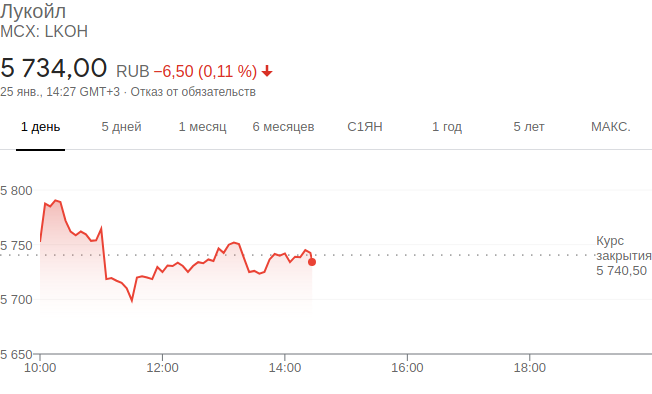 Лукойл
MCX: LKOH
5 734,00 RUB −6,50 (0,11 %)
25 янв., 14:27 GMT+3 · Отказ от обязательств
1 день 5 дней 1 месяц 6 месяцев С1ЯН 1 год 5 лет МАКС.
5 800
5 750
5 700
5 650
Курс
закрытия
5 740,50
10:00 12:00 14:00 16:00 18:00